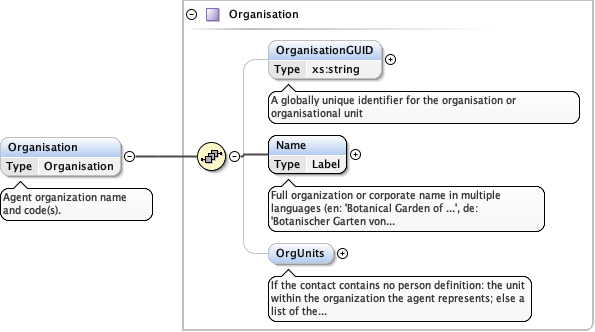 Organisation
OrganisationGUID
Type xs:string
A globally unique identifier for the organisation or
organisational unit
Organisation
Type Organisation
Agent organization name
and code(s).
Name
Type Label
Full organization or corporate name in multiple
languages (en: 'Botanical Garden of ...', de:
'Botanischer Garten von...
OrgUnits
If the contact contains no person definition: the unit
within the organization the agent represents; else a
list of the...